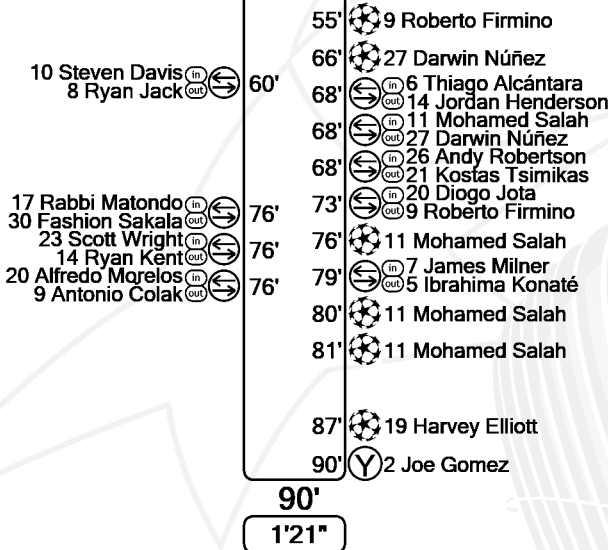 55' 9 Roberto Firmino
66' 27 Darwin Núñez
10 Steven Davis in
8 Ryan Jack out
60'
68' in 6 Thiago Alcántara
out 14 Jordan Henderson
68' in 11 Mohamed Salah
out 27 Darwin Núñez
68' in 26 Andy Robertson
out 21 Kostas Tsimikas
17 Rabbi Matondo in
30 Fashion Sakala out
76'
73' in 20 Diogo Jota
out 9 Roberto Firmino
23 Scott Wright in
14 Ryan Kent out
76'
76' 11 Mohamed Salah
20 Alfredo Morelos in
9 Antonio Čolak out
76'
79' in 7 James Milner
out 5 Ibrahima Konaté
80' 11 Mohamed Salah
81' 11 Mohamed Salah
87' 19 Harvey Elliott
90' Y 2 Joe Gomez
90'
1'21"